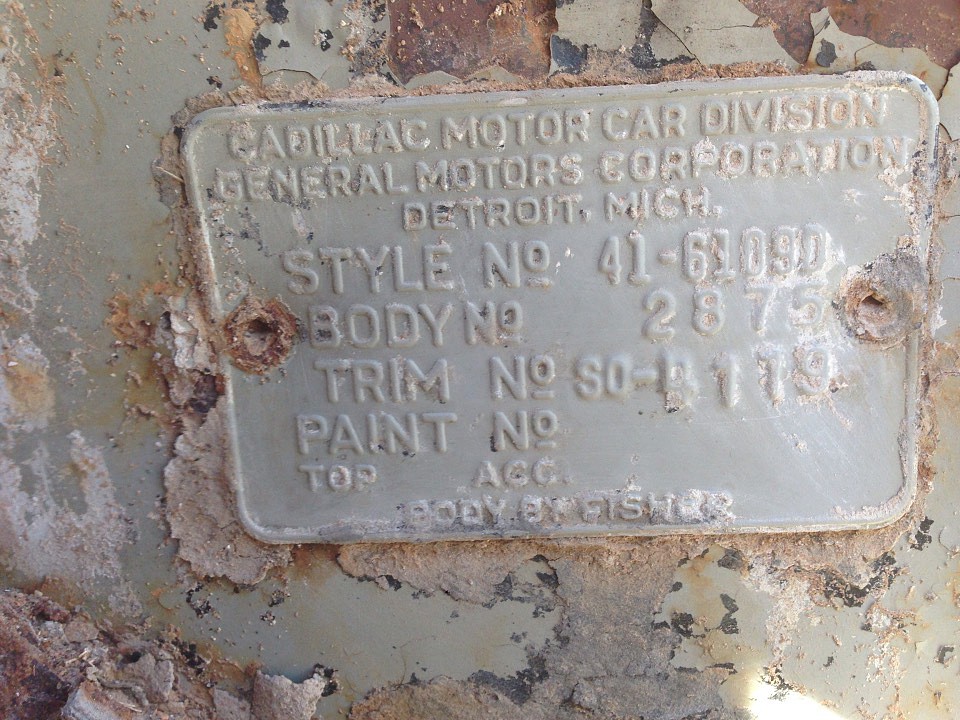 CADILLAC MOTOR CAR DIVISION
GENERAL MOTORS CORPORATION
DETROIT, MICH.
STYLE No 41-6109D
BODY No 2875
TRIM No
PAINT No
TOP ACC.
BODY BY FISHER